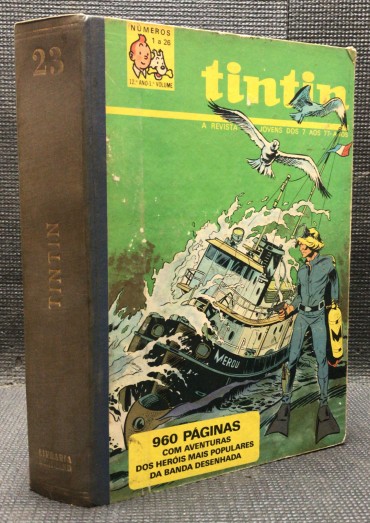 23
TINTIN
LIVRARIA
NÚMEROS
1 a 26
12.º ANO 1.º VOLUME
tintin
A REVISTA JOVENS DOS 7 AOS 77 ANOS
MEROU
960 PÁGINAS
COM AVENTURAS
DOS HERÓIS MAIS POPULARES
DA BANDA DESENHADA